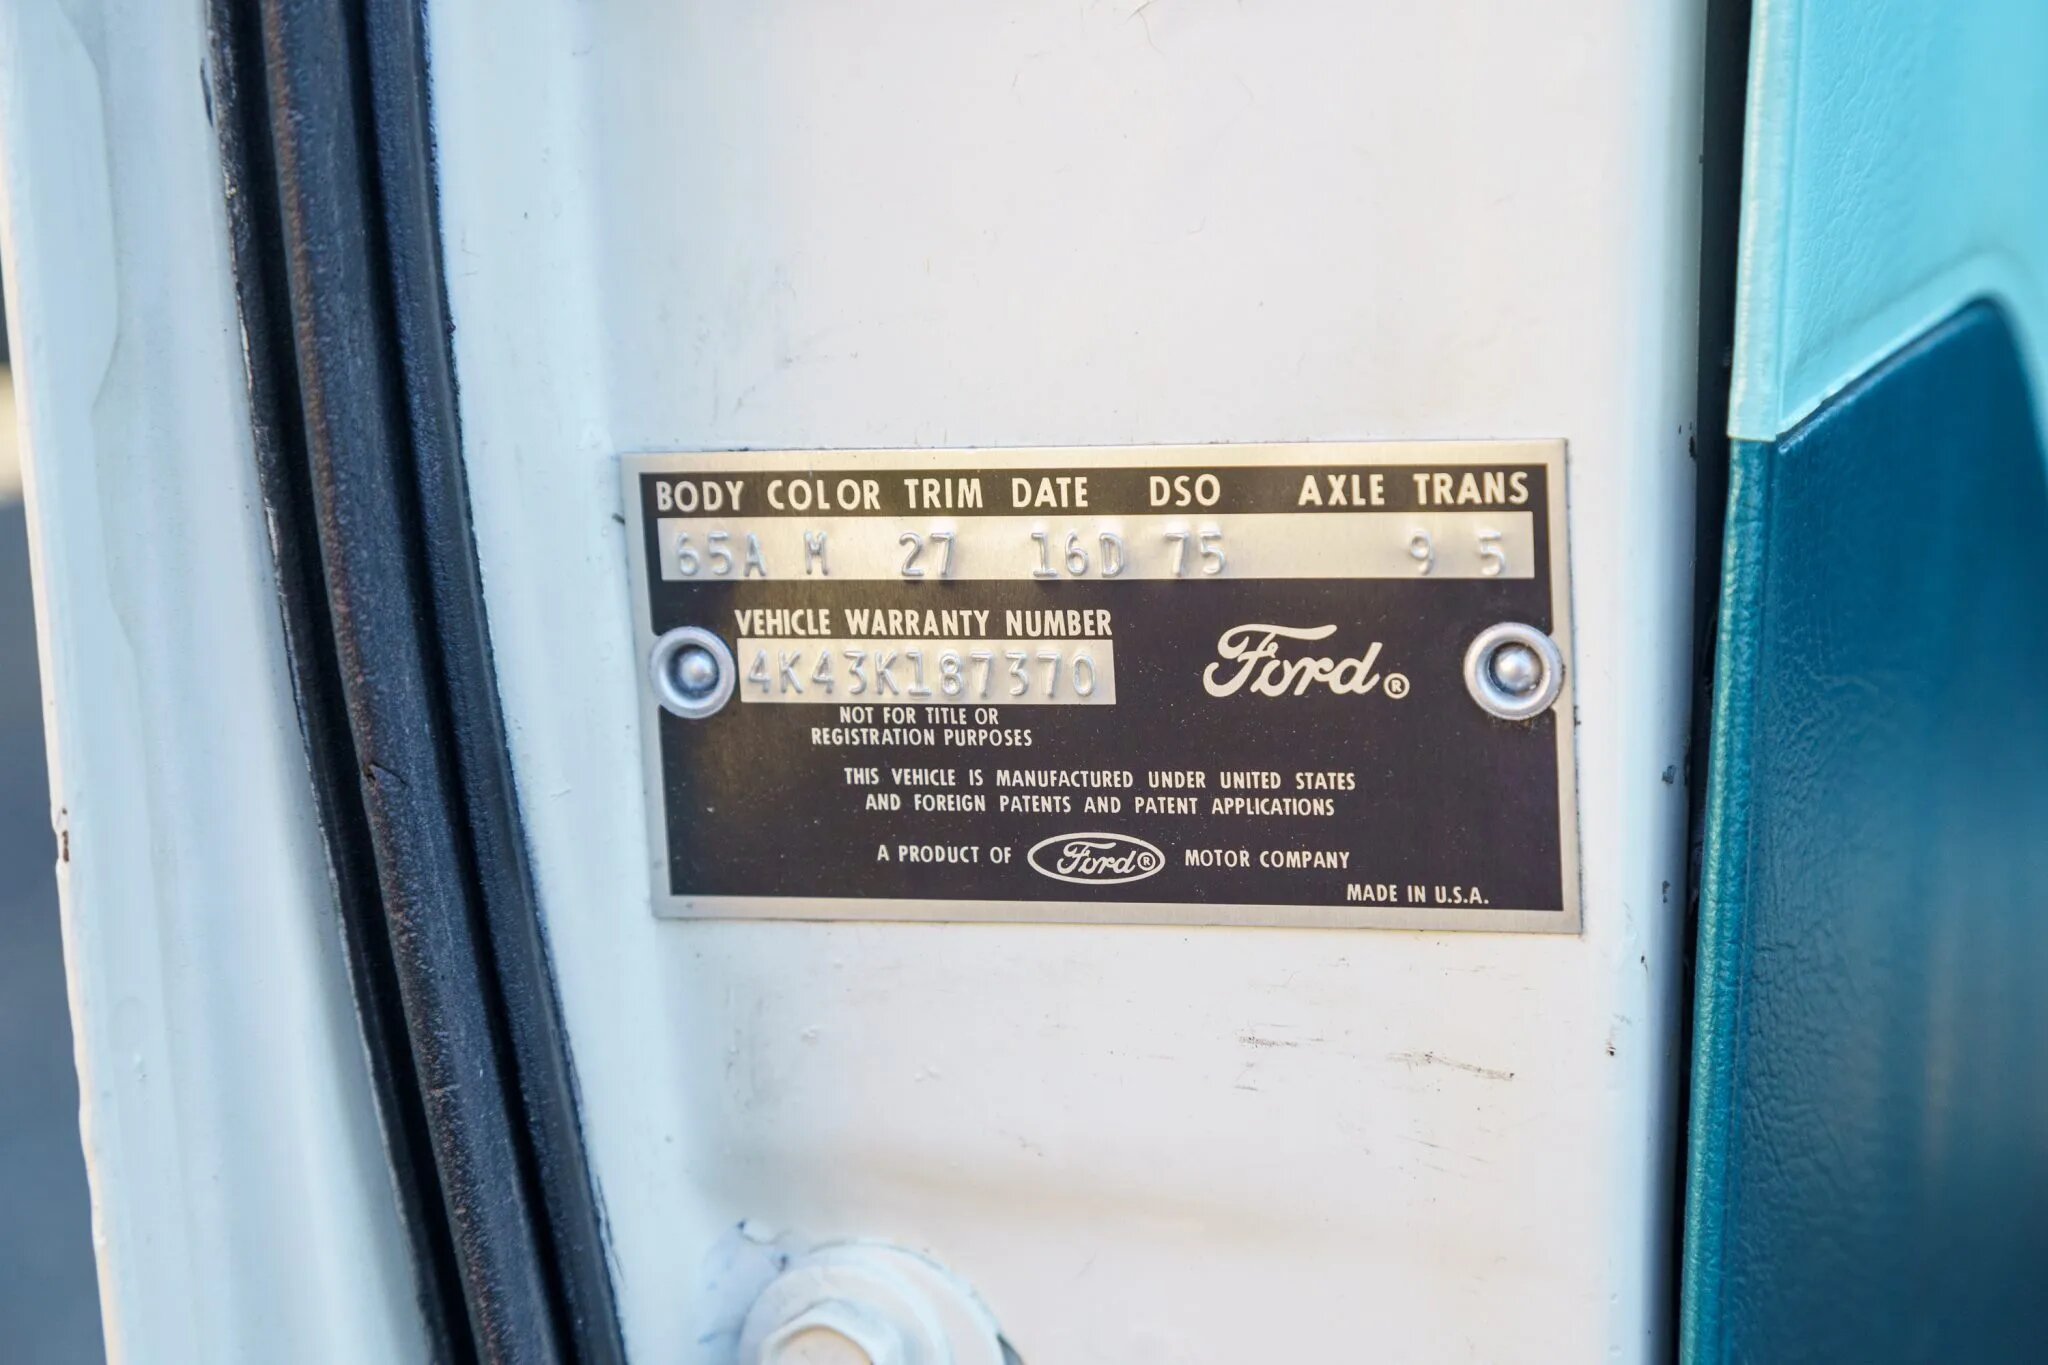 BODY COLOR TRIM DATE DSO AXLE TRANS
65A M 27 16D 75 9 5
VEHICLE WARRANTY NUMBER
4K43K187370
Ford®
NOT FOR TITLE OR
REGISTRATION PURPOSES
THIS VEHICLE IS MANUFACTURED UNDER UNITED STATES
AND FOREIGN PATENTS AND PATENT APPLICATIONS
A PRODUCT OF Ford® MOTOR COMPANY
MADE IN U.S.A.